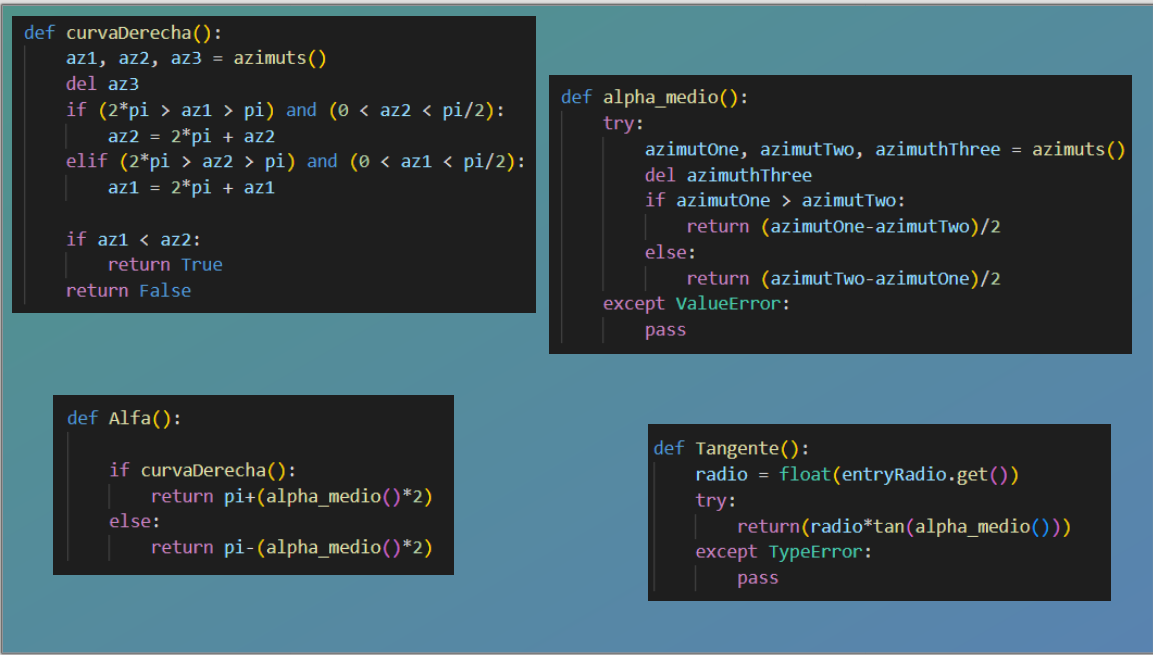 def curvaDerecha():
    az1, az2, az3 = azimuts()
    del az3
    if (2*pi > az1 > pi) and (0 < az2 < pi/2):
        az2 = 2*pi + az2
    elif (2*pi > az2 > pi) and (0 < az1 < pi/2):
        az1 = 2*pi + az1

    if az1 < az2:
        return True
    return False
def alpha_medio():
    try:
        azimutOne, azimutTwo, azimuthThree = azimuts()
        del azimuthThree
        if azimutOne > azimutTwo:
            return (azimutOne-azimutTwo)/2
        else:
            return (azimutTwo-azimutOne)/2
    except ValueError:
        pass
def Alfa():

    if curvaDerecha():
        return pi+(alpha_medio()*2)
    else:
        return pi-(alpha_medio()*2)
def Tangente():
    radio = float(entryRadio.get())
    try:
        return(radio*tan(alpha_medio()))
    except TypeError:
        pass